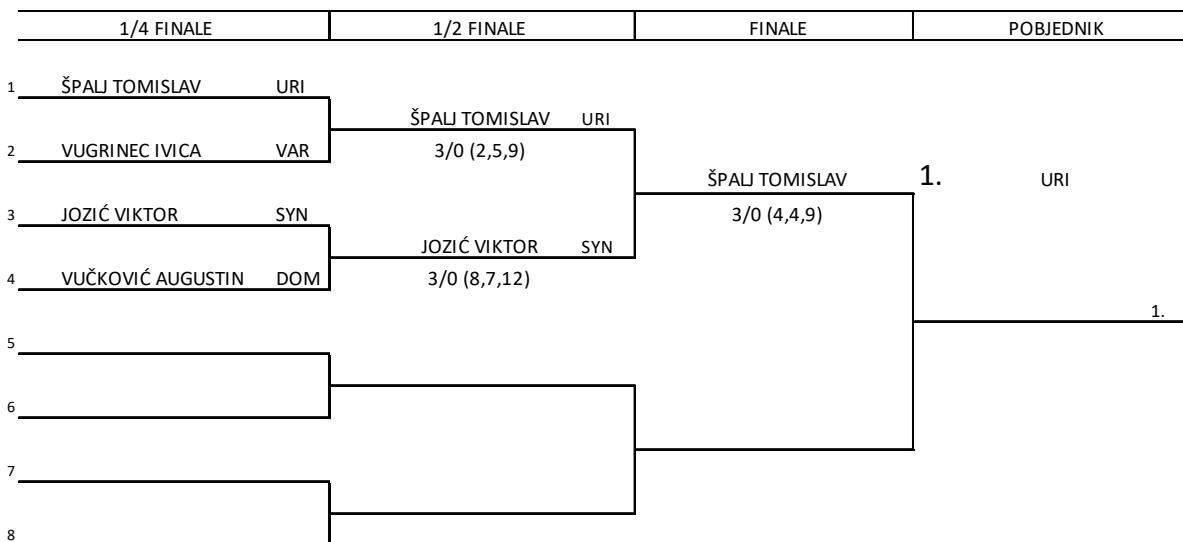 1/4 FINALE 1/2 FINALE FINALE POBJEDNIK
1 ŠPALJ TOMISLAV URI
ŠPALJ TOMISLAV URI
2 VUGRINEC IVICA VAR 3/0 (2,5,9)
ŠPALJ TOMISLAV 1. URI
3 JOZIĆ VIKTOR SYN 3/0 (4,4,9)
JOZIĆ VIKTOR SYN
4 VUČKOVIĆ AUGUSTIN DOM 3/0 (8,7,12)
1.
5
6
7
8